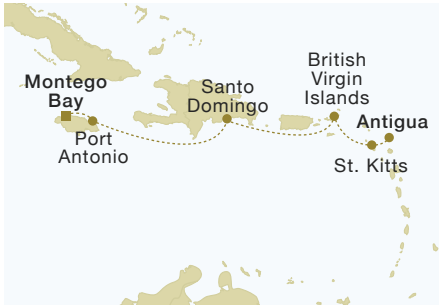 Montego
Bay
Port
Antonio
Santo
Domingo
British
Virgin
Islands
Antigua
St. Kitts